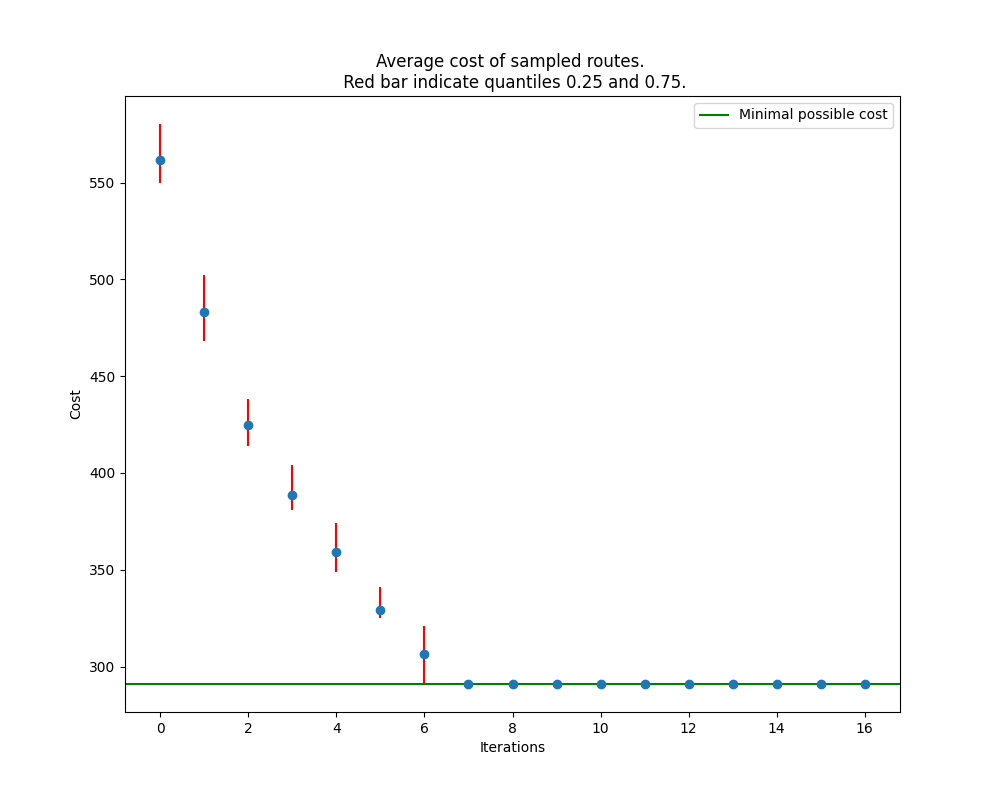 Average cost of sampled routes.
Red bar indicate quantiles 0.25 and 0.75.
Minimal possible cost
Cost
550
500
450
400
350
300
0 2 4 6 8 10 12 14 16
Iterations